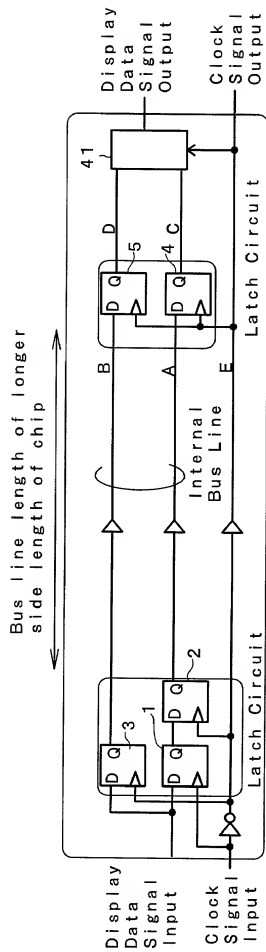 Bus line length of longer
side length of chip
Display
Data
Signal
Input
Clock
Signal
Input
3
D Q
1
D Q
2
D Q
Latch Circuit
Internal
Bus Line
B
A
E
5
D Q
4
D Q
Latch Circuit
D
C
41
Display
Data
Signal
Output
Clock
Signal
Output